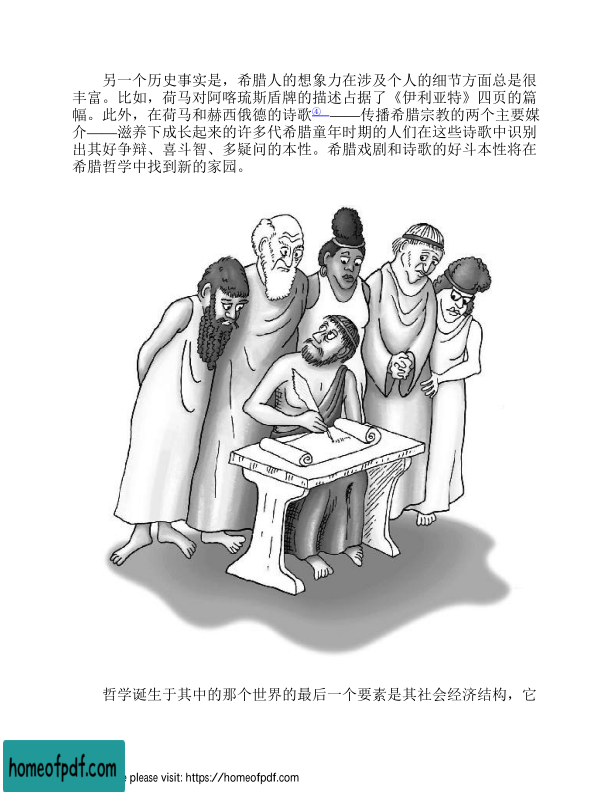 另一个历史事实是，希腊人的想象力在涉及个人的细节方面总是很
丰富。比如，荷马对阿喀琉斯盾牌的描述占据了《伊利亚特》四页的篇
幅。此外，在荷马和赫西俄德的诗歌④——传播希腊宗教的两个主要媒
介——滋养下成长起来的许多代希腊童年时期的人们在这些诗歌中识别
出其好争辩、喜斗智、多疑问的本性。希腊戏剧和诗歌的好斗本性将在
希腊哲学中找到新的家园。
哲学诞生于其中的那个世界的最后一个要素是其社会经济结构，它
homeofpdf.com
e please visit: https://homeofpdf.com